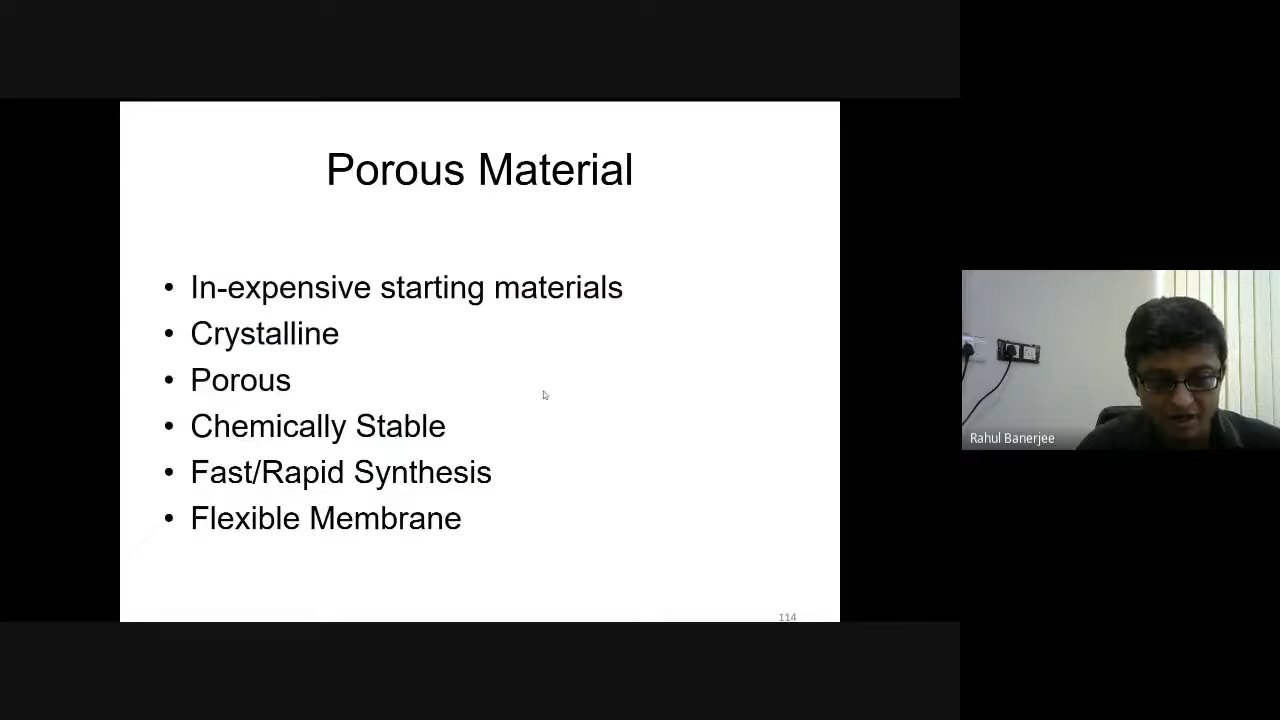 Porous Material
• In-expensive starting materials
• Crystalline
• Porous
• Chemically Stable
• Fast/Rapid Synthesis
• Flexible Membrane
114
Rahul Banerjee